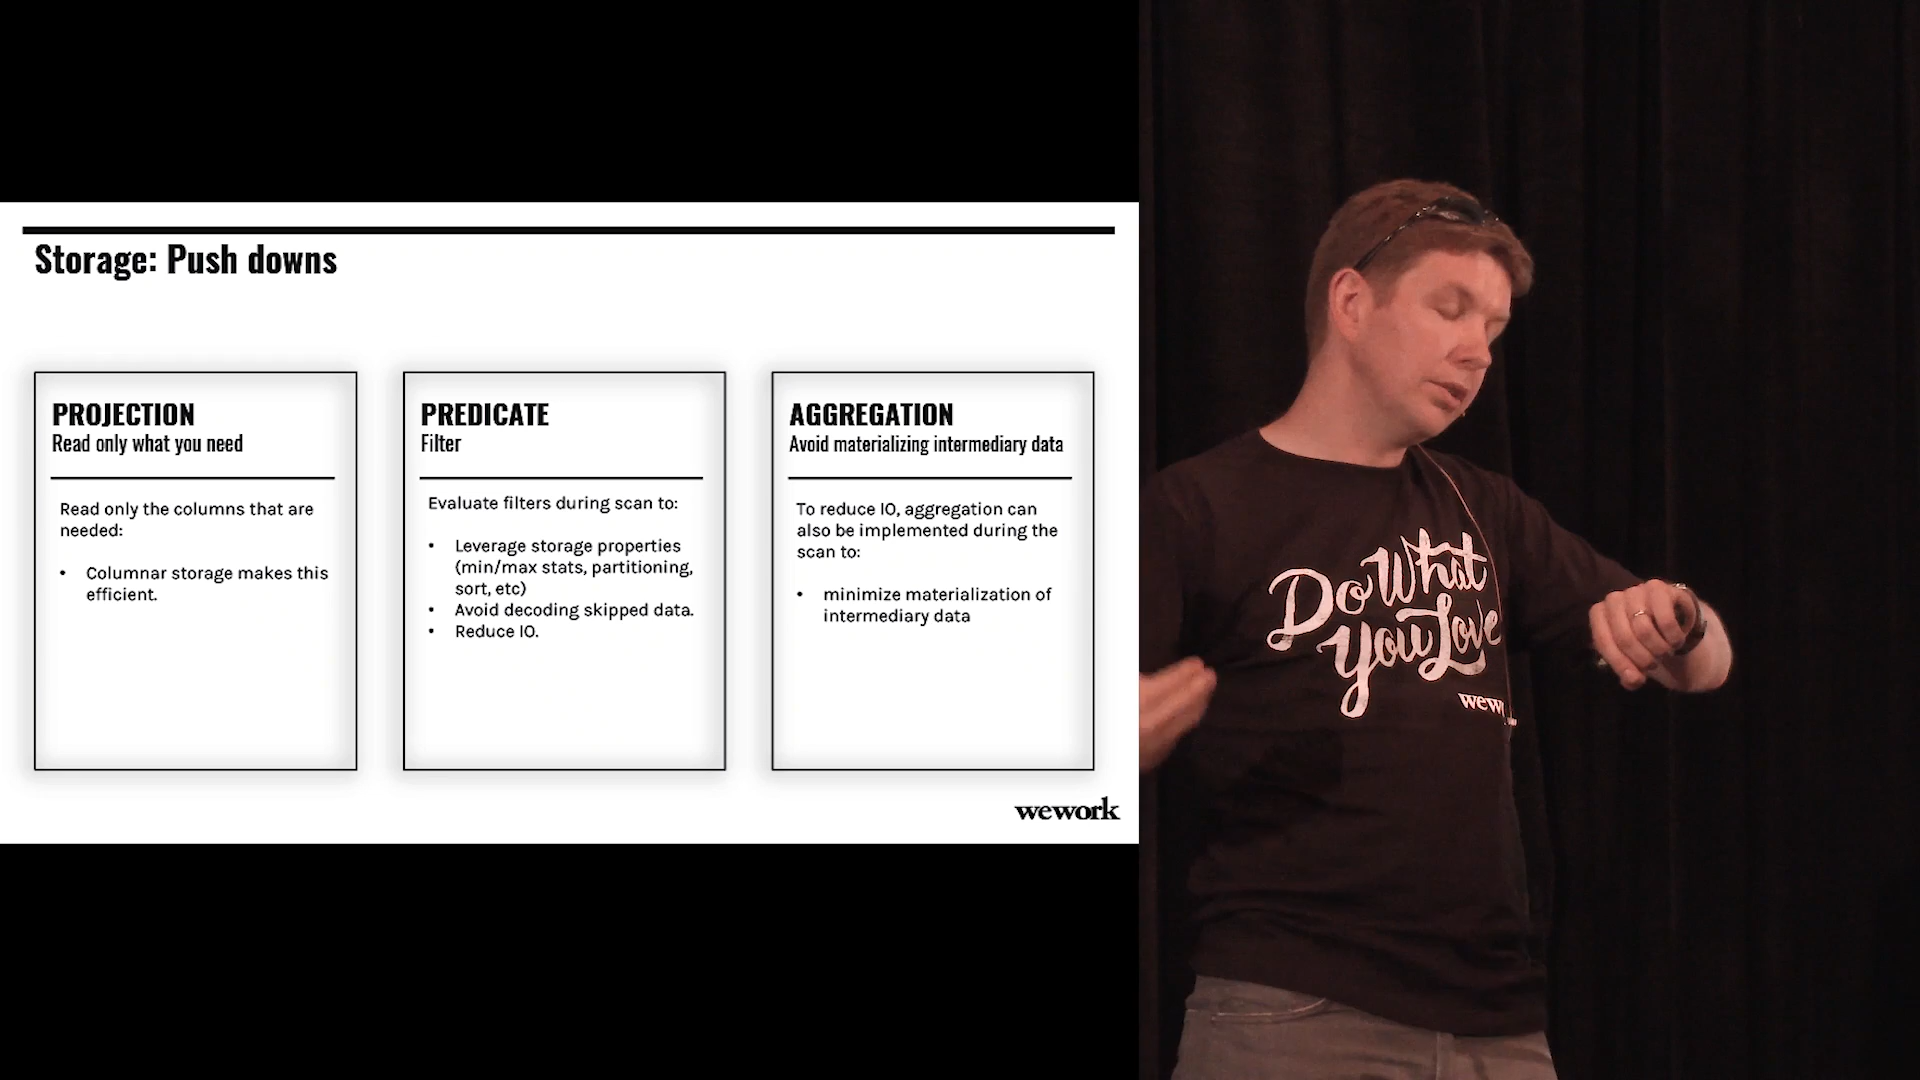 Storage: Push downs
PROJECTION
Read only what you need
Read only the columns that are
needed:
• Columnar storage makes this
efficient.
PREDICATE
Filter
Evaluate filters during scan to:
• Leverage storage properties
(min/max stats, partitioning,
sort, etc)
• Avoid decoding skipped data.
• Reduce IO.
AGGREGATION
Avoid materializing intermediary data
To reduce IO, aggregation can
also be implemented during the
scan to:
• minimize materialization of
intermediary data
wework
Do What
You Love
wew